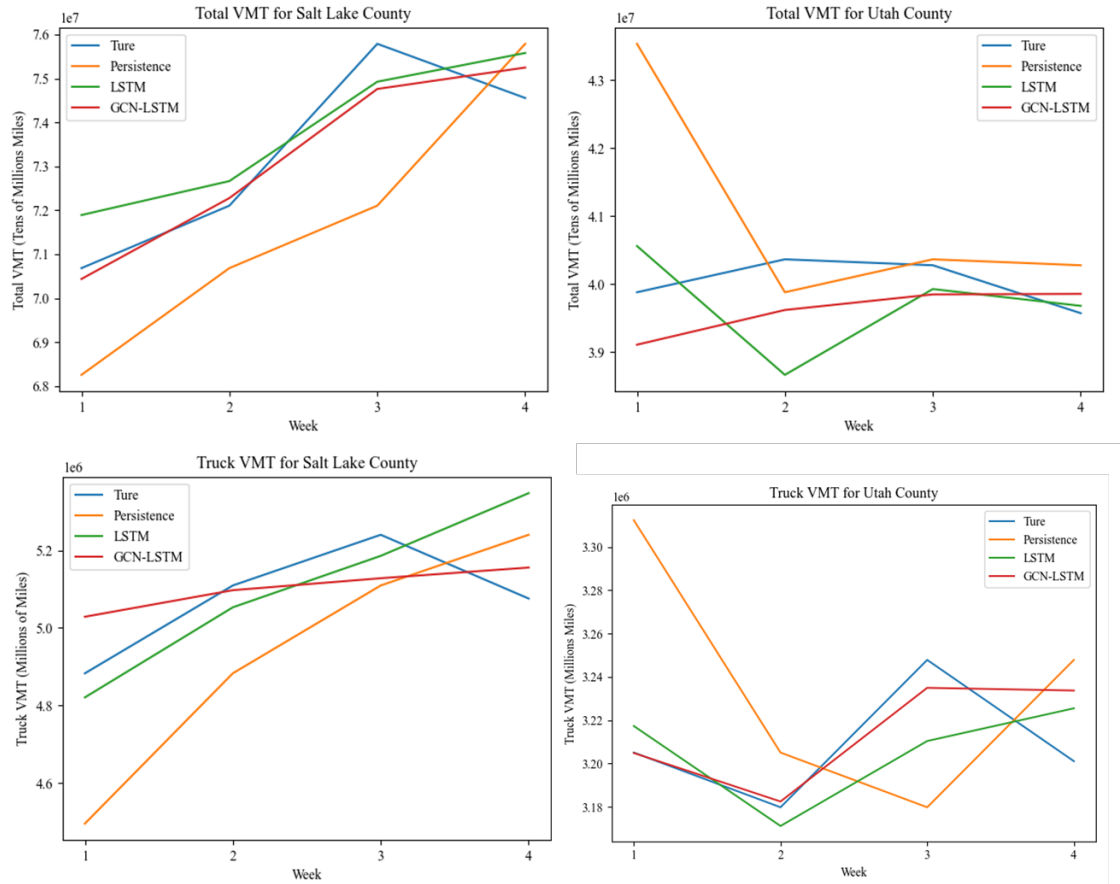 Total VMT for Salt Lake County
1e7
7.6
7.5
7.4
7.3
7.2
7.1
7.0
6.9
6.8
Total VMT (Tens of Millions Miles)
Ture
Persistence
LSTM
GCN-LSTM
1 2 3 4
Week
Total VMT for Utah County
1e7
4.3
4.2
4.1
4.0
3.9
Total VMT (Tens of Millions Miles)
Ture
Persistence
LSTM
GCN-LSTM
1 2 3 4
Week
Truck VMT for Salt Lake County
1e6
5.2
5.0
4.8
4.6
Truck VMT (Millions of Miles)
Ture
Persistence
LSTM
GCN-LSTM
1 2 3 4
Week
Truck VMT for Utah County
1e6
3.30
3.28
3.26
3.24
3.22
3.20
3.18
Truck VMT (Millions Miles)
Ture
Persistence
LSTM
GCN-LSTM
1 2 3 4
Week